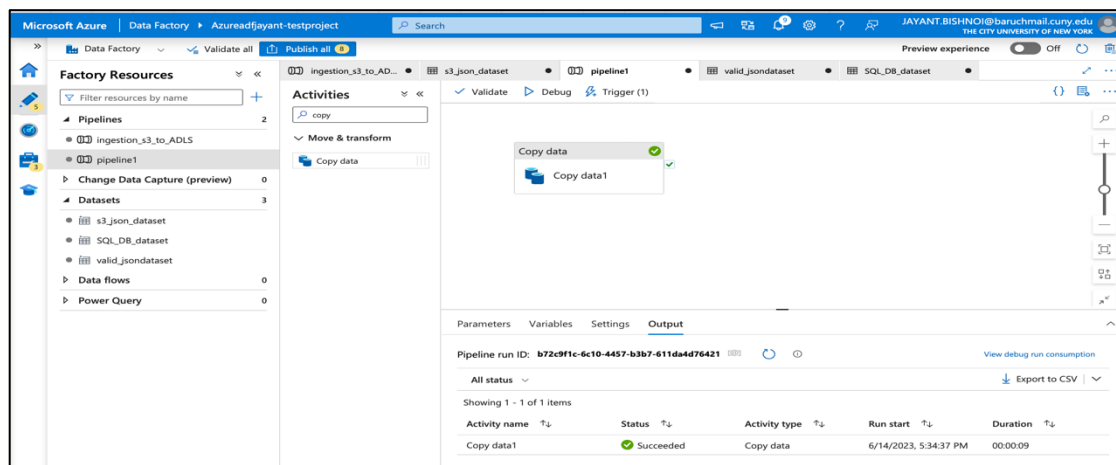 Microsoft Azure | Data Factory ▸ Azureadfjayant-testproject
Search
9
JAYANT.BISHNOI@baruchmail.cuny.edu
THE CITY UNIVERSITY OF NEW YORK
Data Factory
Validate all
Publish all 8
Preview experience
Off
Factory Resources
Filter resources by name
Pipelines 2
ingestion_s3_to_ADLS
pipeline1
Change Data Capture (preview) 0
Datasets 3
s3_json_dataset
SQL_DB_dataset
valid_jsondataset
Data flows 0
Power Query 0
5
3
ingestion_s3_to_AD...
s3_json_dataset
pipeline1
valid_jsondataset
SQL_DB_dataset
Activities
copy
Move & transform
Copy data
Validate
Debug
Trigger (1)
Copy data
Copy data1
Parameters Variables Settings Output
Pipeline run ID: b72c9f1c-6c10-4457-b3b7-611da4d76421
View debug run consumption
All status
Export to CSV
Showing 1 - 1 of 1 items
Activity name Status Activity type Run start Duration
Copy data1 Succeeded Copy data 6/14/2023, 5:34:37 PM 00:00:09